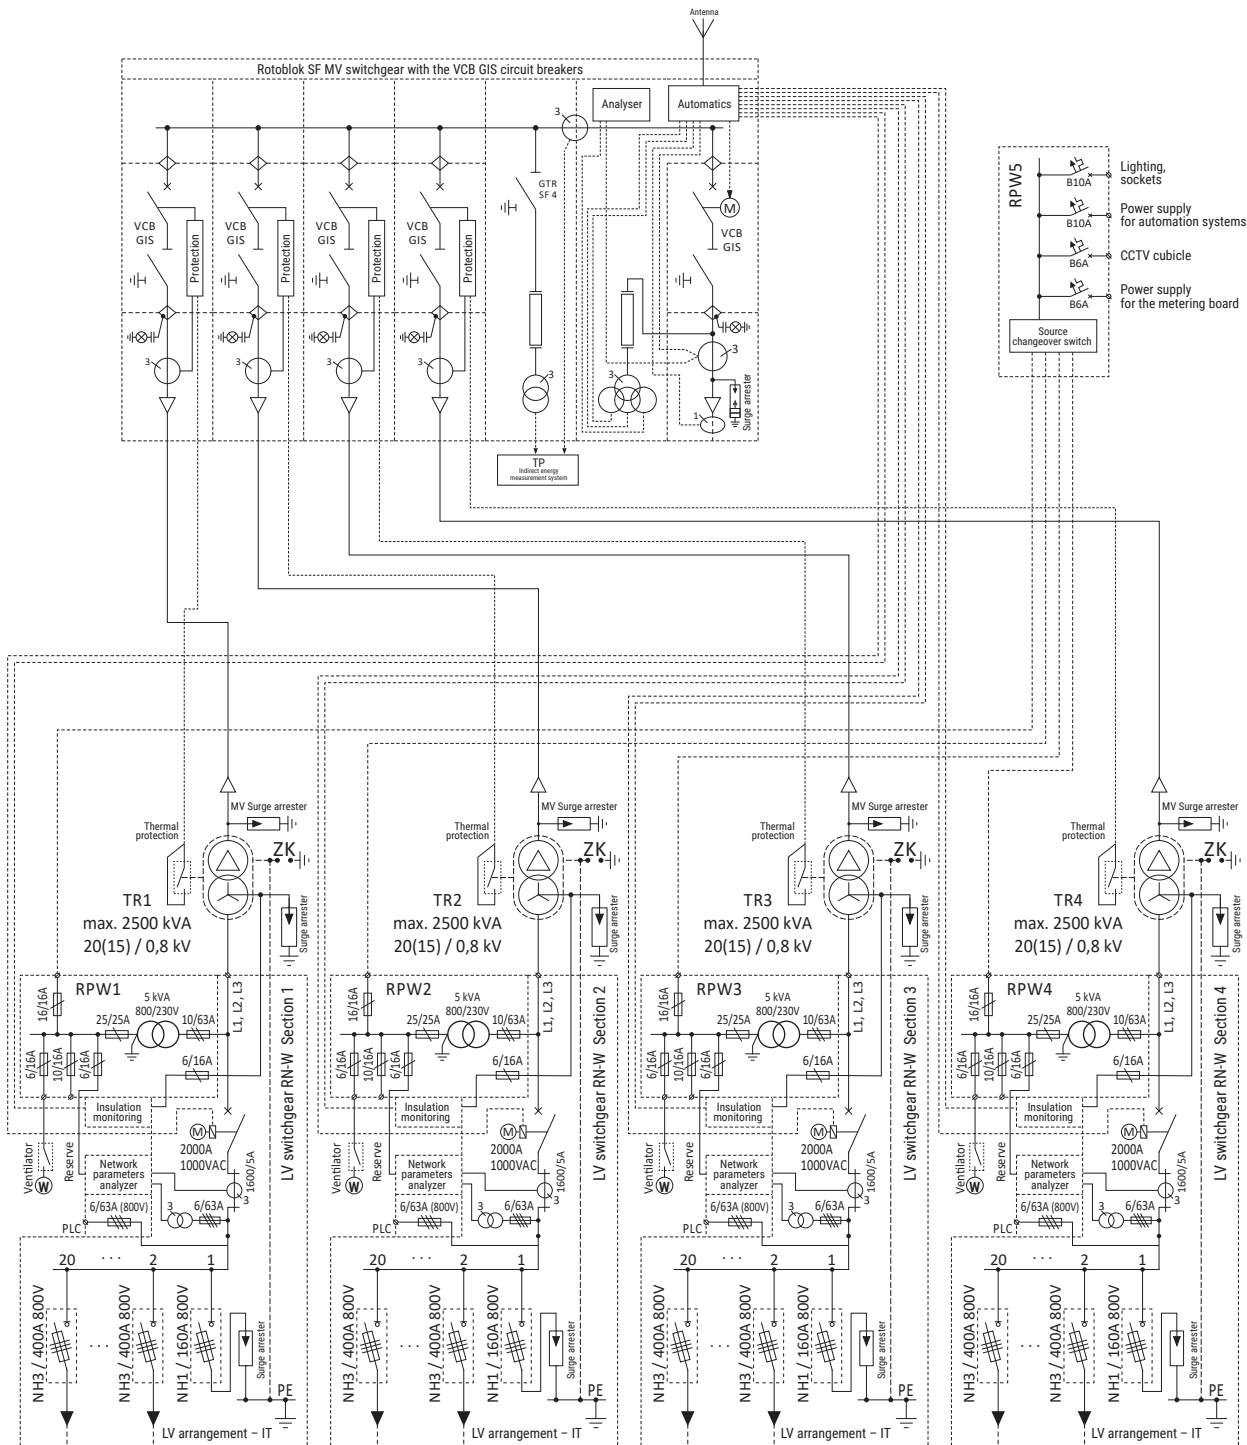 Antenna
Rotoblok SF MV switchgear with the VCB GIS circuit breakers
Analyser
Automatics
3
GTR
SF 4
M
VCB
GIS
VCB
GIS
VCB
GIS
VCB
GIS
VCB
GIS
Protection
Protection
Protection
Protection
3
3
3
3
3
3
3
1
Surge arrester
TP
Indirect energy
measurement system
RPW5
B10A
Lighting,
sockets
B10A
Power supply
for automation systems
B6A
CCTV cubicle
B6A
Power supply
for the metering board
Source
changeover switch
MV Surge arrester
Thermal
protection
ZK
TR1
max. 2500 kVA
20(15) / 0,8 kV
Surge arrester
RPW1
16/16A
5 kVA
800/230V
25/25A
10/63A
L1, L2, L3
6/16A
10/16A
6/16A
6/16A
Insulation
monitoring
M
2000A
1000VAC
Ventilator
W
Reserve
Network
parameters
analyzer
1600/5A
3
6/63A (800V)
3
6/63A
PLC
LV switchgear RN-W Section 1
20
...
2
1
NH3 / 400A 800V
...
NH3 / 400A 800V
NH1 / 160A 800V
Surge arrester
PE
LV arrangement – IT
MV Surge arrester
Thermal
protection
ZK
TR2
max. 2500 kVA
20(15) / 0,8 kV
Surge arrester
RPW2
16/16A
5 kVA
800/230V
25/25A
10/63A
L1, L2, L3
6/16A
10/16A
6/16A
6/16A
Insulation
monitoring
M
2000A
1000VAC
Ventilator
W
Reserve
Network
parameters
analyzer
1600/5A
3
6/63A (800V)
3
6/63A
PLC
LV switchgear RN-W Section 2
20
...
2
1
NH3 / 400A 800V
...
NH3 / 400A 800V
NH1 / 160A 800V
Surge arrester
PE
LV arrangement – IT
MV Surge arrester
Thermal
protection
ZK
TR3
max. 2500 kVA
20(15) / 0,8 kV
Surge arrester
RPW3
16/16A
5 kVA
800/230V
25/25A
10/63A
L1, L2, L3
6/16A
10/16A
6/16A
6/16A
Insulation
monitoring
M
2000A
1000VAC
Ventilator
W
Reserve
Network
parameters
analyzer
1600/5A
3
6/63A (800V)
3
6/63A
PLC
LV switchgear RN-W Section 3
20
...
2
1
NH3 / 400A 800V
...
NH3 / 400A 800V
NH1 / 160A 800V
Surge arrester
PE
LV arrangement – IT
MV Surge arrester
Thermal
protection
ZK
TR4
max. 2500 kVA
20(15) / 0,8 kV
Surge arrester
RPW4
16/16A
5 kVA
800/230V
25/25A
10/63A
L1, L2, L3
6/16A
10/16A
6/16A
6/16A
Insulation
monitoring
M
2000A
1000VAC
Ventilator
W
Reserve
Network
parameters
analyzer
1600/5A
3
6/63A (800V)
3
6/63A
PLC
LV switchgear RN-W Section 4
20
...
2
1
NH3 / 400A 800V
...
NH3 / 400A 800V
NH1 / 160A 800V
Surge arrester
PE
LV arrangement – IT